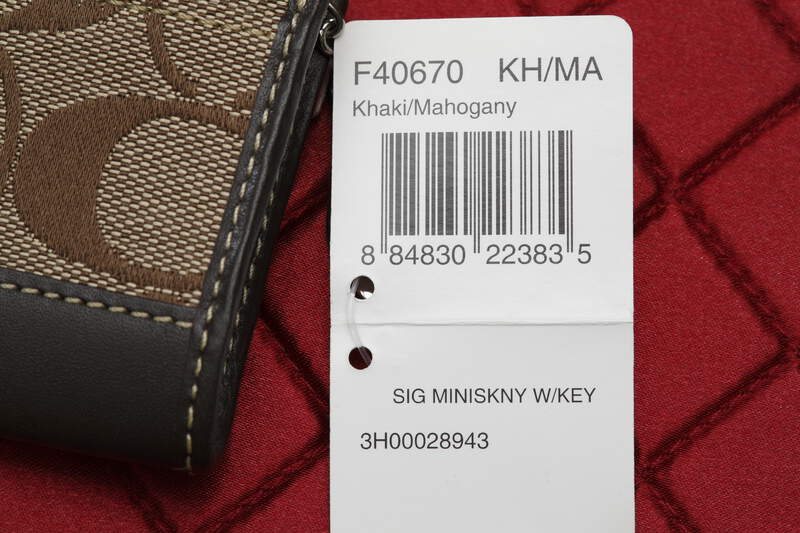 F40670 KH/MA
Khaki/Mahogany
8 84830 22383 5
SIG MINISKNY W/KEY
3H00028943